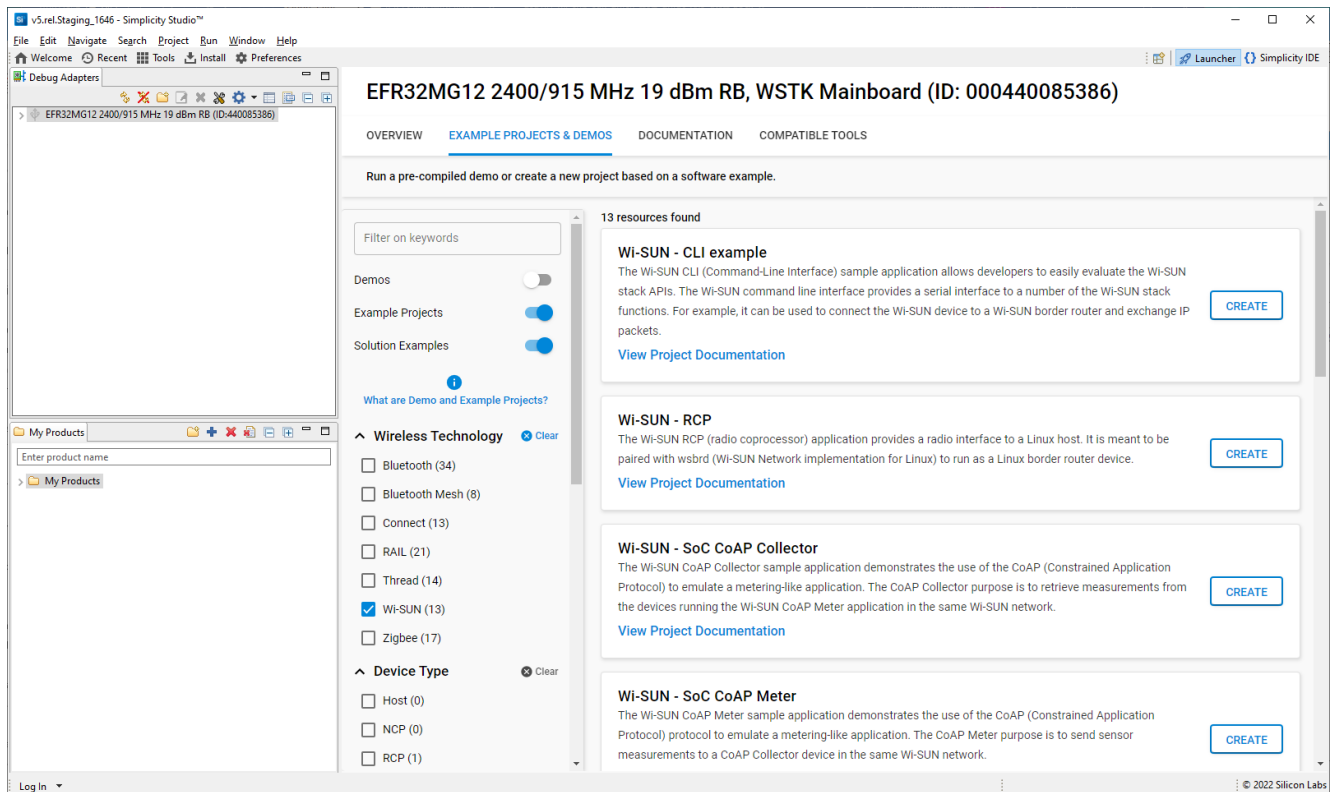 v5.rel.Staging_1646 - Simplicity Studio™
File Edit Navigate Search Project Run Window Help
Welcome Recent Tools Install Preferences
Launcher Simplicity IDE
Debug Adapters
EFR32MG12 2400/915 MHz 19 dBm RB (ID:440085386)
My Products
Enter product name
My Products
EFR32MG12 2400/915 MHz 19 dBm RB, WSTK Mainboard (ID: 000440085386)
OVERVIEW EXAMPLE PROJECTS & DEMOS DOCUMENTATION COMPATIBLE TOOLS
Run a pre-compiled demo or create a new project based on a software example.
Filter on keywords
Demos
Example Projects
Solution Examples
What are Demo and Example Projects?
Wireless Technology Clear
Bluetooth (34)
Bluetooth Mesh (8)
Connect (13)
RAIL (21)
Thread (14)
Wi-SUN (13)
Zigbee (17)
Device Type Clear
Host (0)
NCP (0)
RCP (1)
13 resources found
Wi-SUN - CLI example
The Wi-SUN CLI (Command-Line Interface) sample application allows developers to easily evaluate the Wi-SUN
stack APIs. The Wi-SUN command line interface provides a serial interface to a number of the Wi-SUN stack
functions. For example, it can be used to connect the Wi-SUN device to a Wi-SUN border router and exchange IP
packets.
View Project Documentation
CREATE
Wi-SUN - RCP
The Wi-SUN RCP (radio coprocessor) application provides a radio interface to a Linux host. It is meant to be
paired with wsbrd (Wi-SUN Network implementation for Linux) to run as a Linux border router device.
View Project Documentation
CREATE
Wi-SUN - SoC CoAP Collector
The Wi-SUN CoAP Collector sample application demonstrates the use of the CoAP (Constrained Application
Protocol) to emulate a metering-like application. The CoAP Collector purpose is to retrieve measurements from
the devices running the Wi-SUN CoAP Meter application in the same Wi-SUN network.
View Project Documentation
CREATE
Wi-SUN - SoC CoAP Meter
The Wi-SUN CoAP Meter sample application demonstrates the use of the CoAP (Constrained Application
Protocol) protocol to emulate a metering-like application. The CoAP Meter purpose is to send sensor
measurements to a CoAP Collector device in the same Wi-SUN network.
CREATE
Log In
© 2022 Silicon Labs